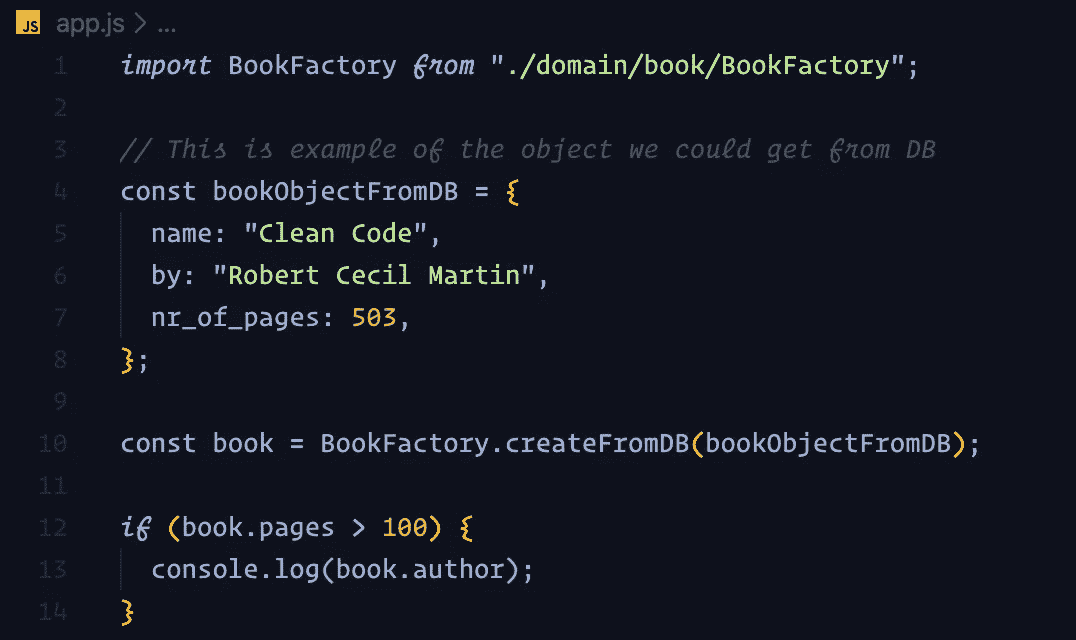 JS app.js > ...
1 import BookFactory from "./domain/book/BookFactory";
2
3 // This is example of the object we could get from DB
4 const bookObjectFromDB = {
5 name: "Clean Code",
6 by: "Robert Cecil Martin",
7 nr_of_pages: 503,
8 };
9
10 const book = BookFactory.createFromDB(bookObjectFromDB);
11
12 if (book.pages > 100) {
13 console.log(book.author);
14 }